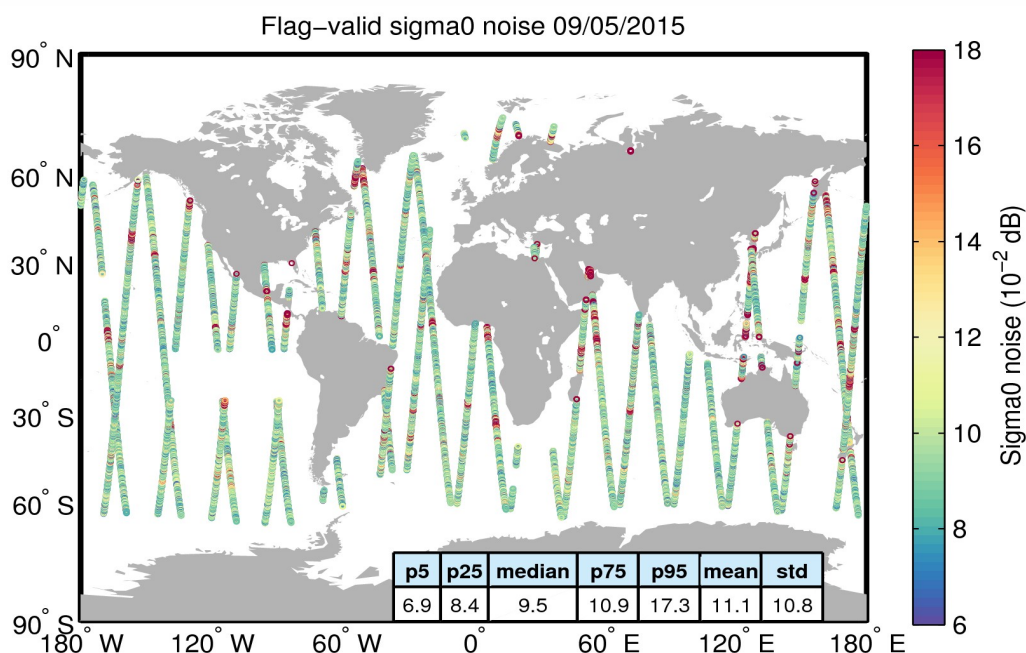 Flag−valid sigma0 noise 09/05/2015
90° N
60° N
30° N
0°
30° S
60° S
90° S
180° W 120° W 60° W 0° 60° E 120° E 180° E
p5 p25 median p75 p95 mean std
6.9 8.4 9.5 10.9 17.3 11.1 10.8
18
16
14
12
10
8
6
Sigma0 noise (10⁻² dB)